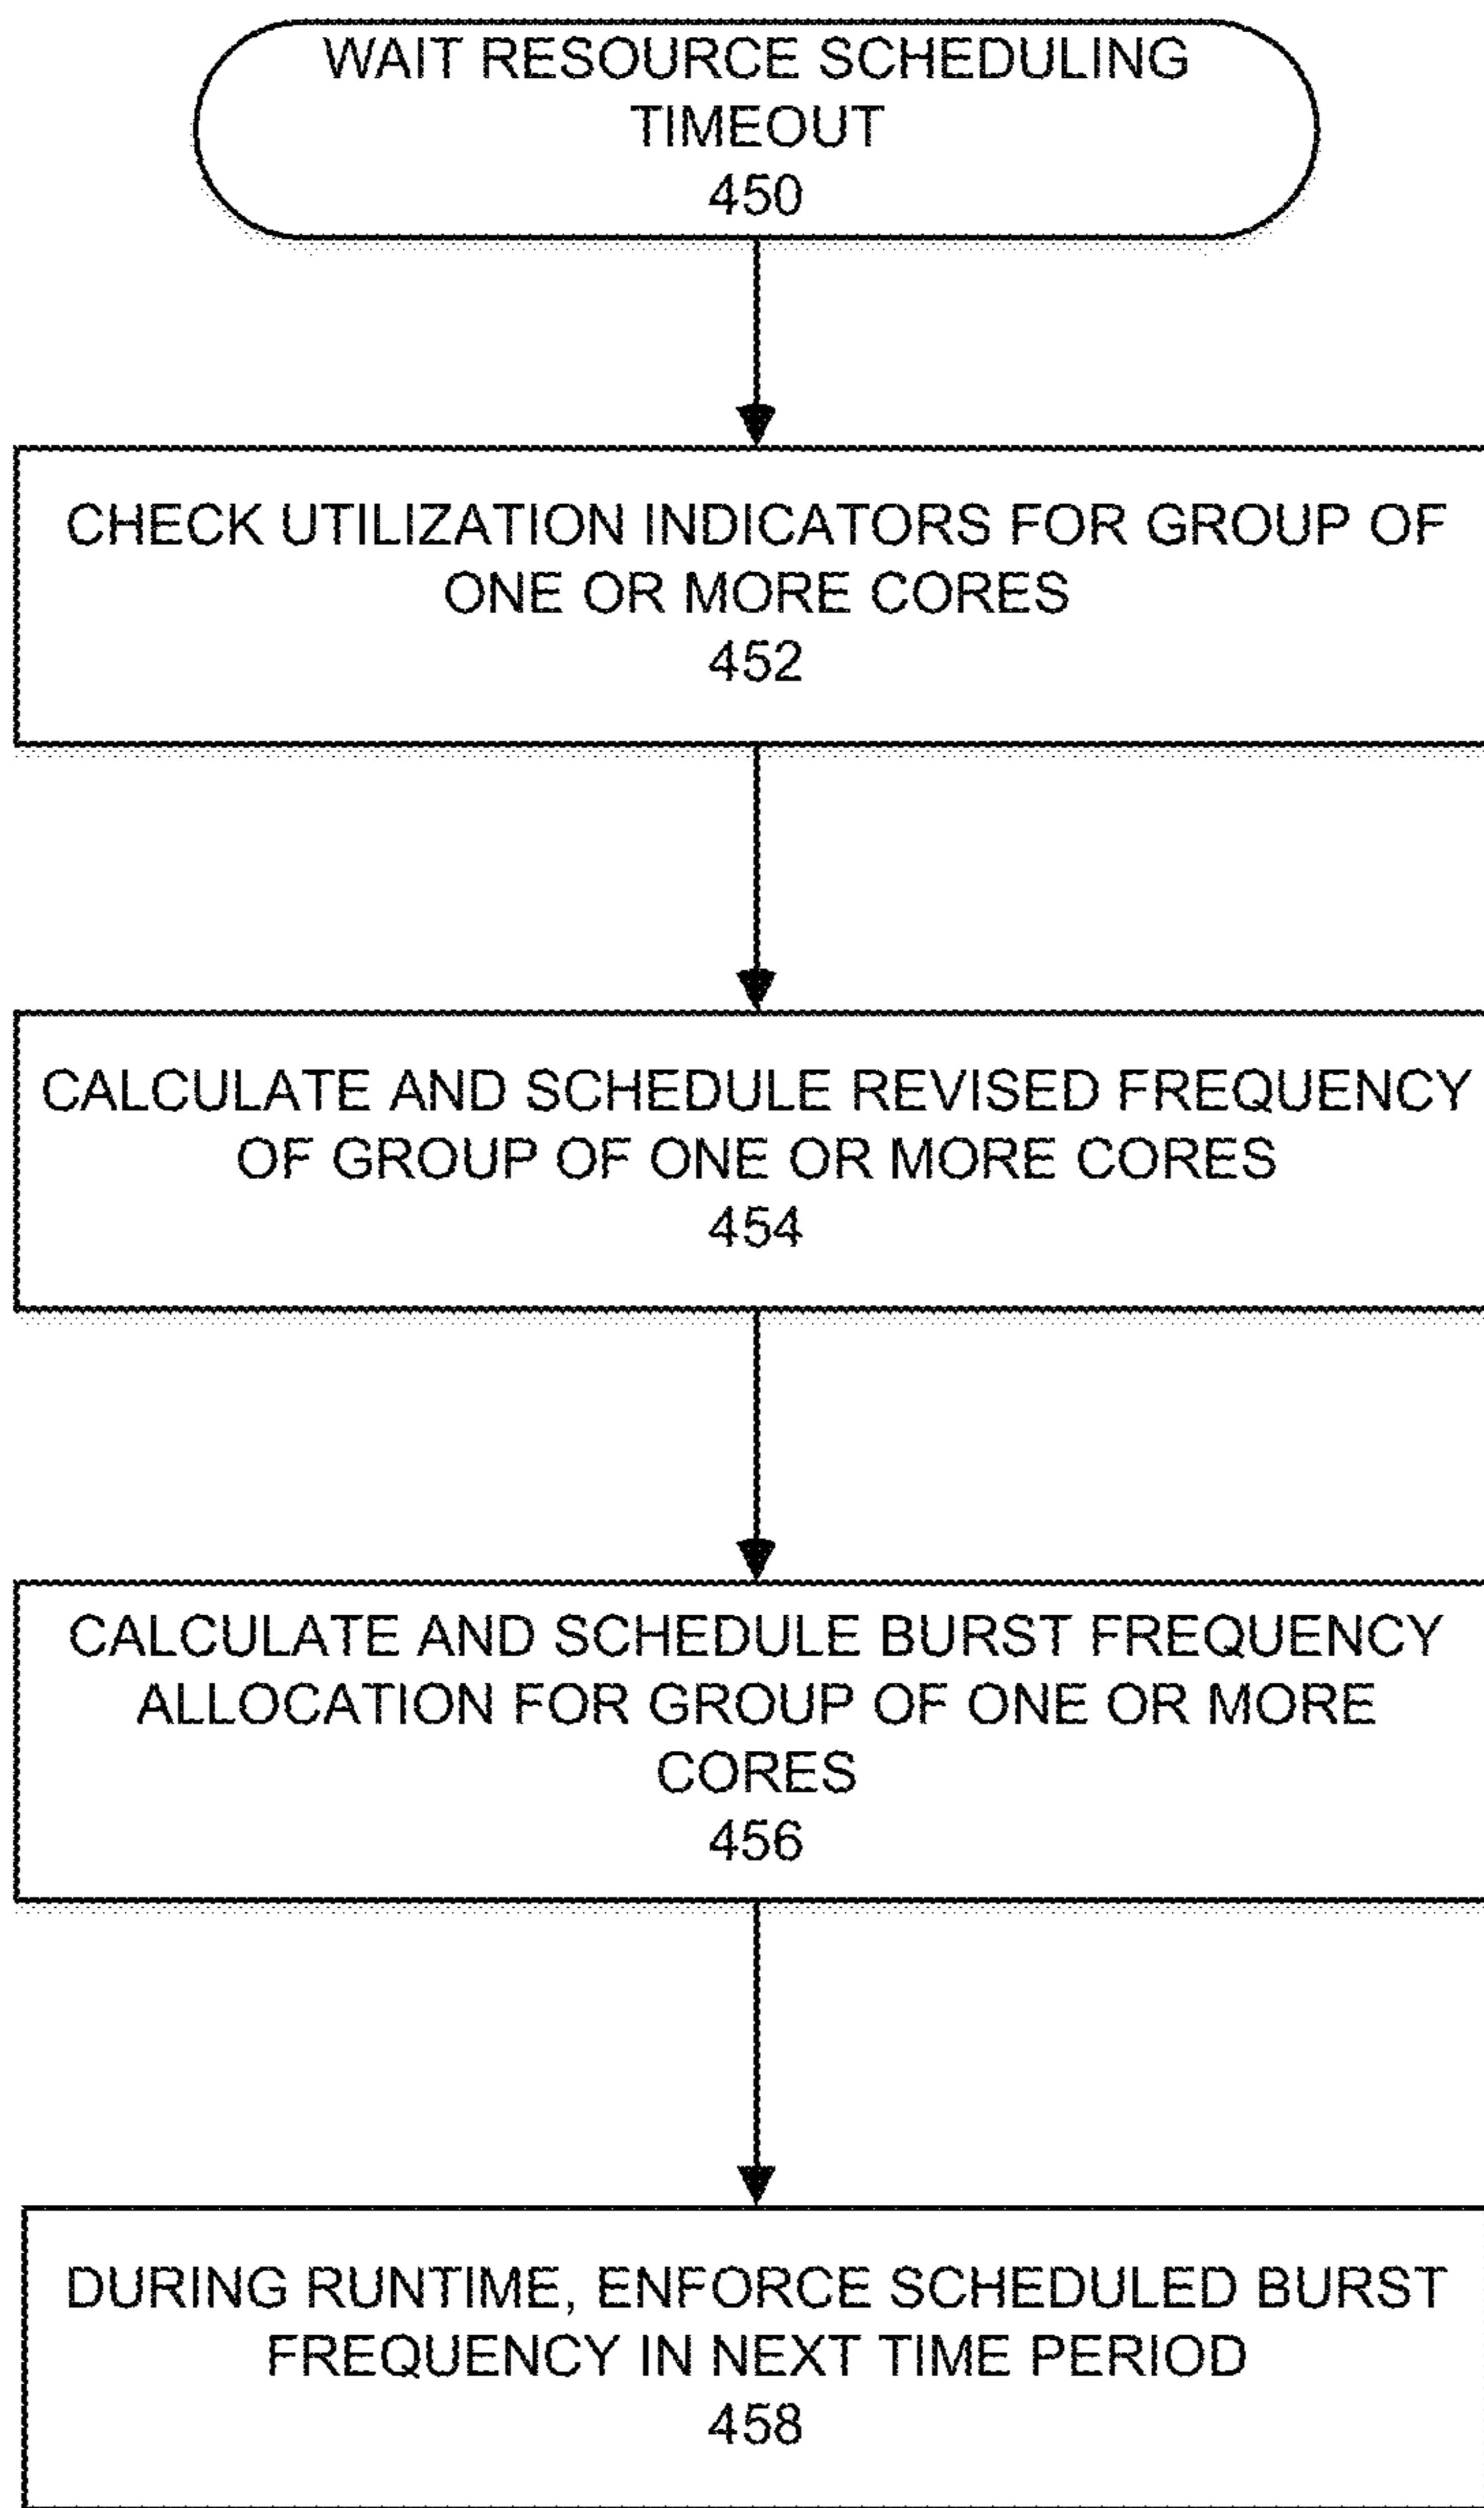 WAIT RESOURCE SCHEDULING
TIMEOUT
450
CHECK UTILIZATION INDICATORS FOR GROUP OF
ONE OR MORE CORES
452
CALCULATE AND SCHEDULE REVISED FREQUENCY
OF GROUP OF ONE OR MORE CORES
454
CALCULATE AND SCHEDULE BURST FREQUENCY
ALLOCATION FOR GROUP OF ONE OR MORE
CORES
456
DURING RUNTIME, ENFORCE SCHEDULED BURST
FREQUENCY IN NEXT TIME PERIOD
458